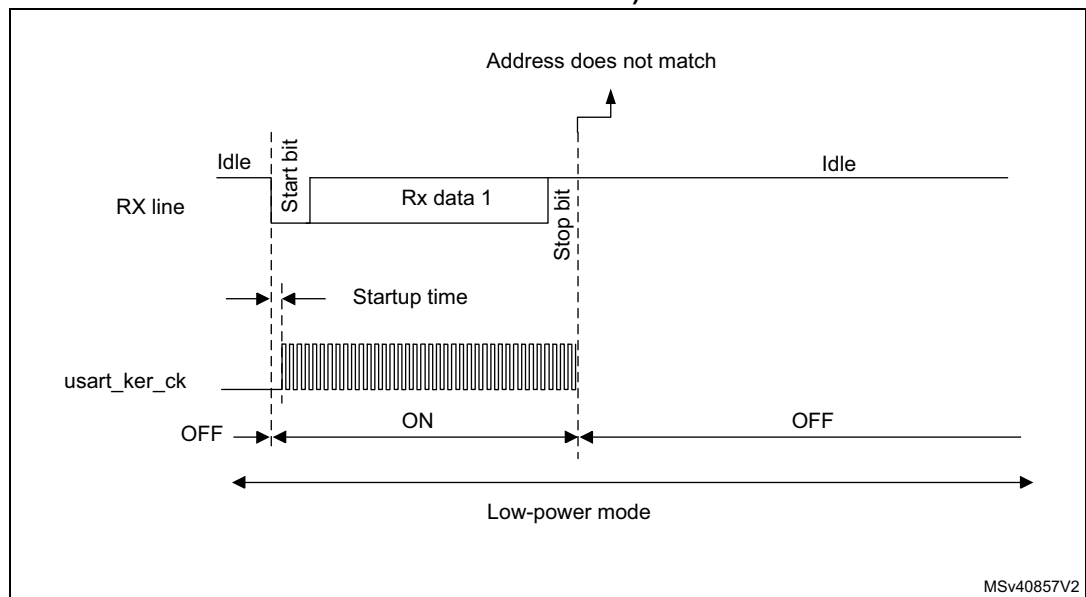 Address does not match
Idle
Start bit
Idle
RX line
Rx data 1
Stop bit
Startup time
usart_ker_ck
OFF
ON
OFF
Low-power mode
MSv40857V2